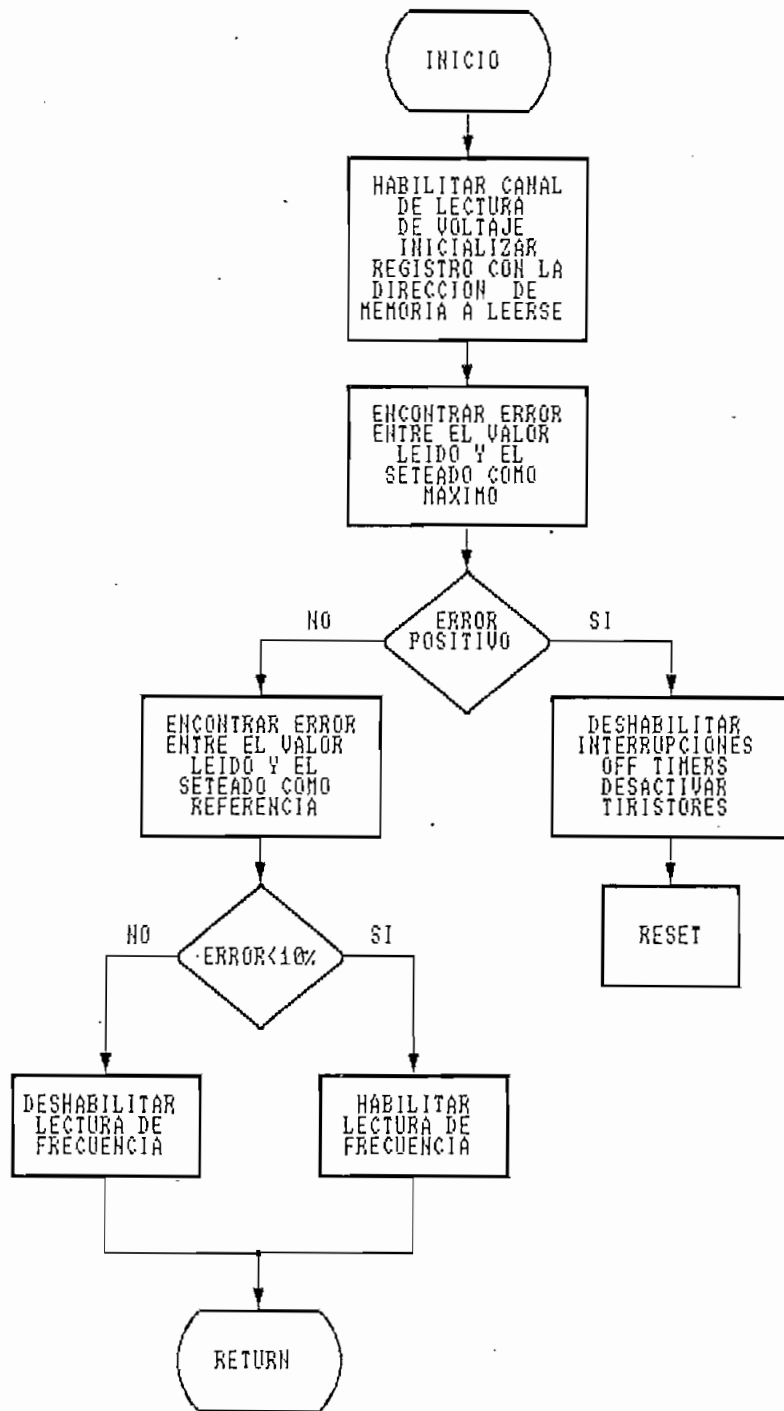 INICIO
HABILITAR CANAL
DE LECTURA
DE VOLTAJE
INICIALIZAR
REGISTRO CON LA
DIRECCION DE
MEMORIA A LEERSE
ENCONTRAR ERROR
ENTRE EL VALOR
LEIDO Y EL
SETEADO COMO
MAXIMO
ERROR
POSITIVO
NO
SI
ENCONTRAR ERROR
ENTRE EL VALOR
LEIDO Y EL
SETEADO COMO
REFERENCIA
DESHABILITAR
INTERRUPCIONES
OFF TIMERS
DESACTIVAR
TIRISTORES
ERROR<10%
NO
SI
RESET
DESHABILITAR
LECTURA DE
FRECUENCIA
HABILITAR
LECTURA DE
FRECUENCIA
RETURN